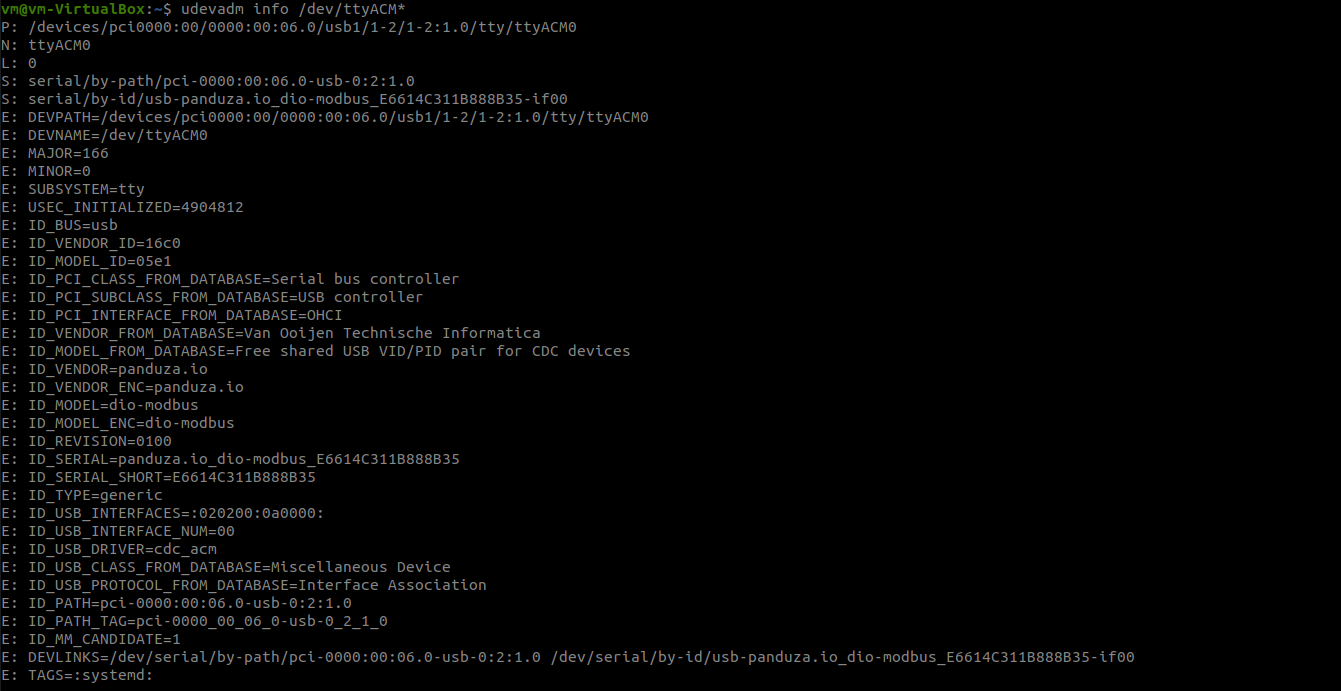 vm@vm-VirtualBox:~$ udevadm info /dev/ttyACM*
P: /devices/pci0000:00/0000:00:06.0/usb1/1-2/1-2:1.0/tty/ttyACM0
N: ttyACM0
L: 0
S: serial/by-path/pci-0000:00:06.0-usb-0:2:1.0
S: serial/by-id/usb-panduza.io_dio-modbus_E6614C311B888B35-if00
E: DEVPATH=/devices/pci0000:00/0000:00:06.0/usb1/1-2/1-2:1.0/tty/ttyACM0
E: DEVNAME=/dev/ttyACM0
E: MAJOR=166
E: MINOR=0
E: SUBSYSTEM=tty
E: USEC_INITIALIZED=4904812
E: ID_BUS=usb
E: ID_VENDOR_ID=16c0
E: ID_MODEL_ID=05e1
E: ID_PCI_CLASS_FROM_DATABASE=Serial bus controller
E: ID_PCI_SUBCLASS_FROM_DATABASE=USB controller
E: ID_PCI_INTERFACE_FROM_DATABASE=OHCI
E: ID_VENDOR_FROM_DATABASE=Van Ooijen Technische Informatica
E: ID_MODEL_FROM_DATABASE=Free shared USB VID/PID pair for CDC devices
E: ID_VENDOR=panduza.io
E: ID_VENDOR_ENC=panduza.io
E: ID_MODEL=dio-modbus
E: ID_MODEL_ENC=dio-modbus
E: ID_REVISION=0100
E: ID_SERIAL=panduza.io_dio-modbus_E6614C311B888B35
E: ID_SERIAL_SHORT=E6614C311B888B35
E: ID_TYPE=generic
E: ID_USB_INTERFACES=:020200:0a0000:
E: ID_USB_INTERFACE_NUM=00
E: ID_USB_DRIVER=cdc_acm
E: ID_USB_CLASS_FROM_DATABASE=Miscellaneous Device
E: ID_USB_PROTOCOL_FROM_DATABASE=Interface Association
E: ID_PATH=pci-0000:00:06.0-usb-0:2:1.0
E: ID_PATH_TAG=pci-0000_00_06_0-usb-0_2_1_0
E: ID_MM_CANDIDATE=1
E: DEVLINKS=/dev/serial/by-path/pci-0000:00:06.0-usb-0:2:1.0 /dev/serial/by-id/usb-panduza.io_dio-modbus_E6614C311B888B35-if00
E: TAGS=:systemd: